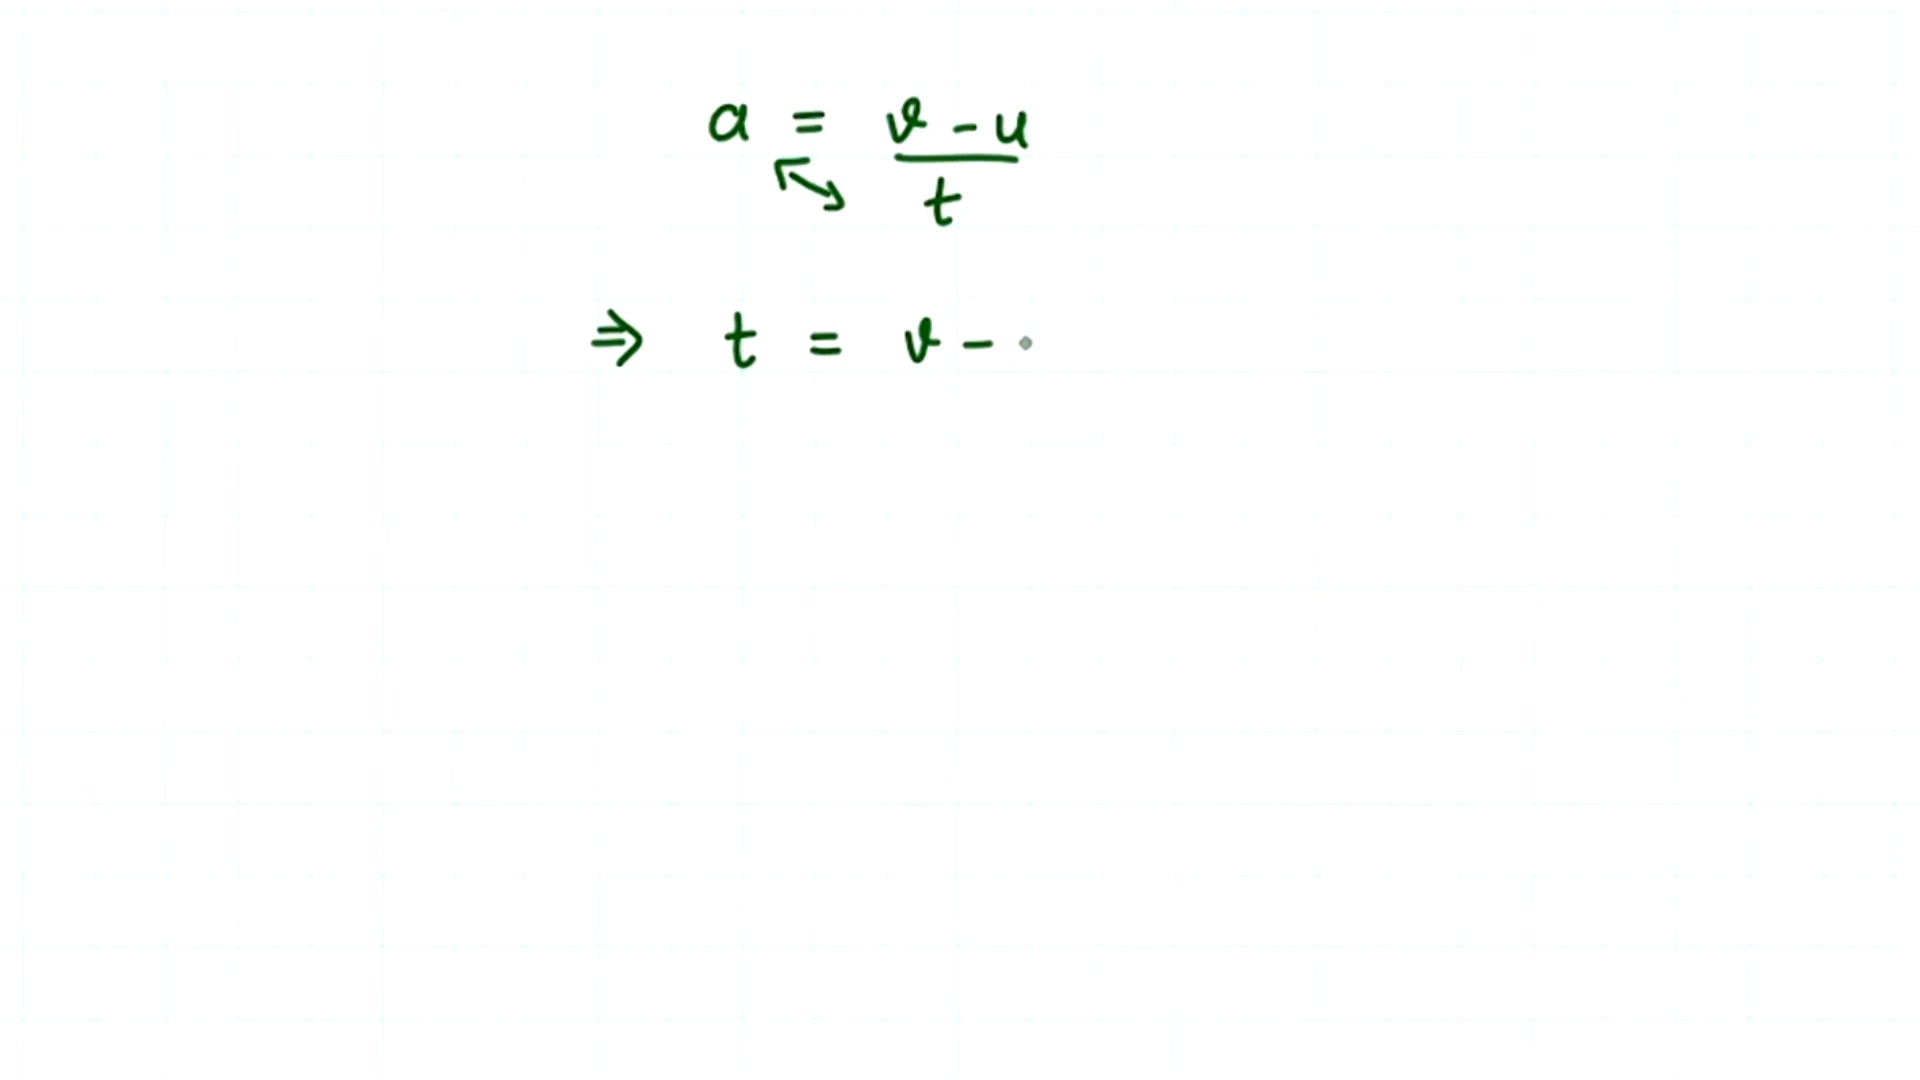 a = v - u
t
⇒ t = v -